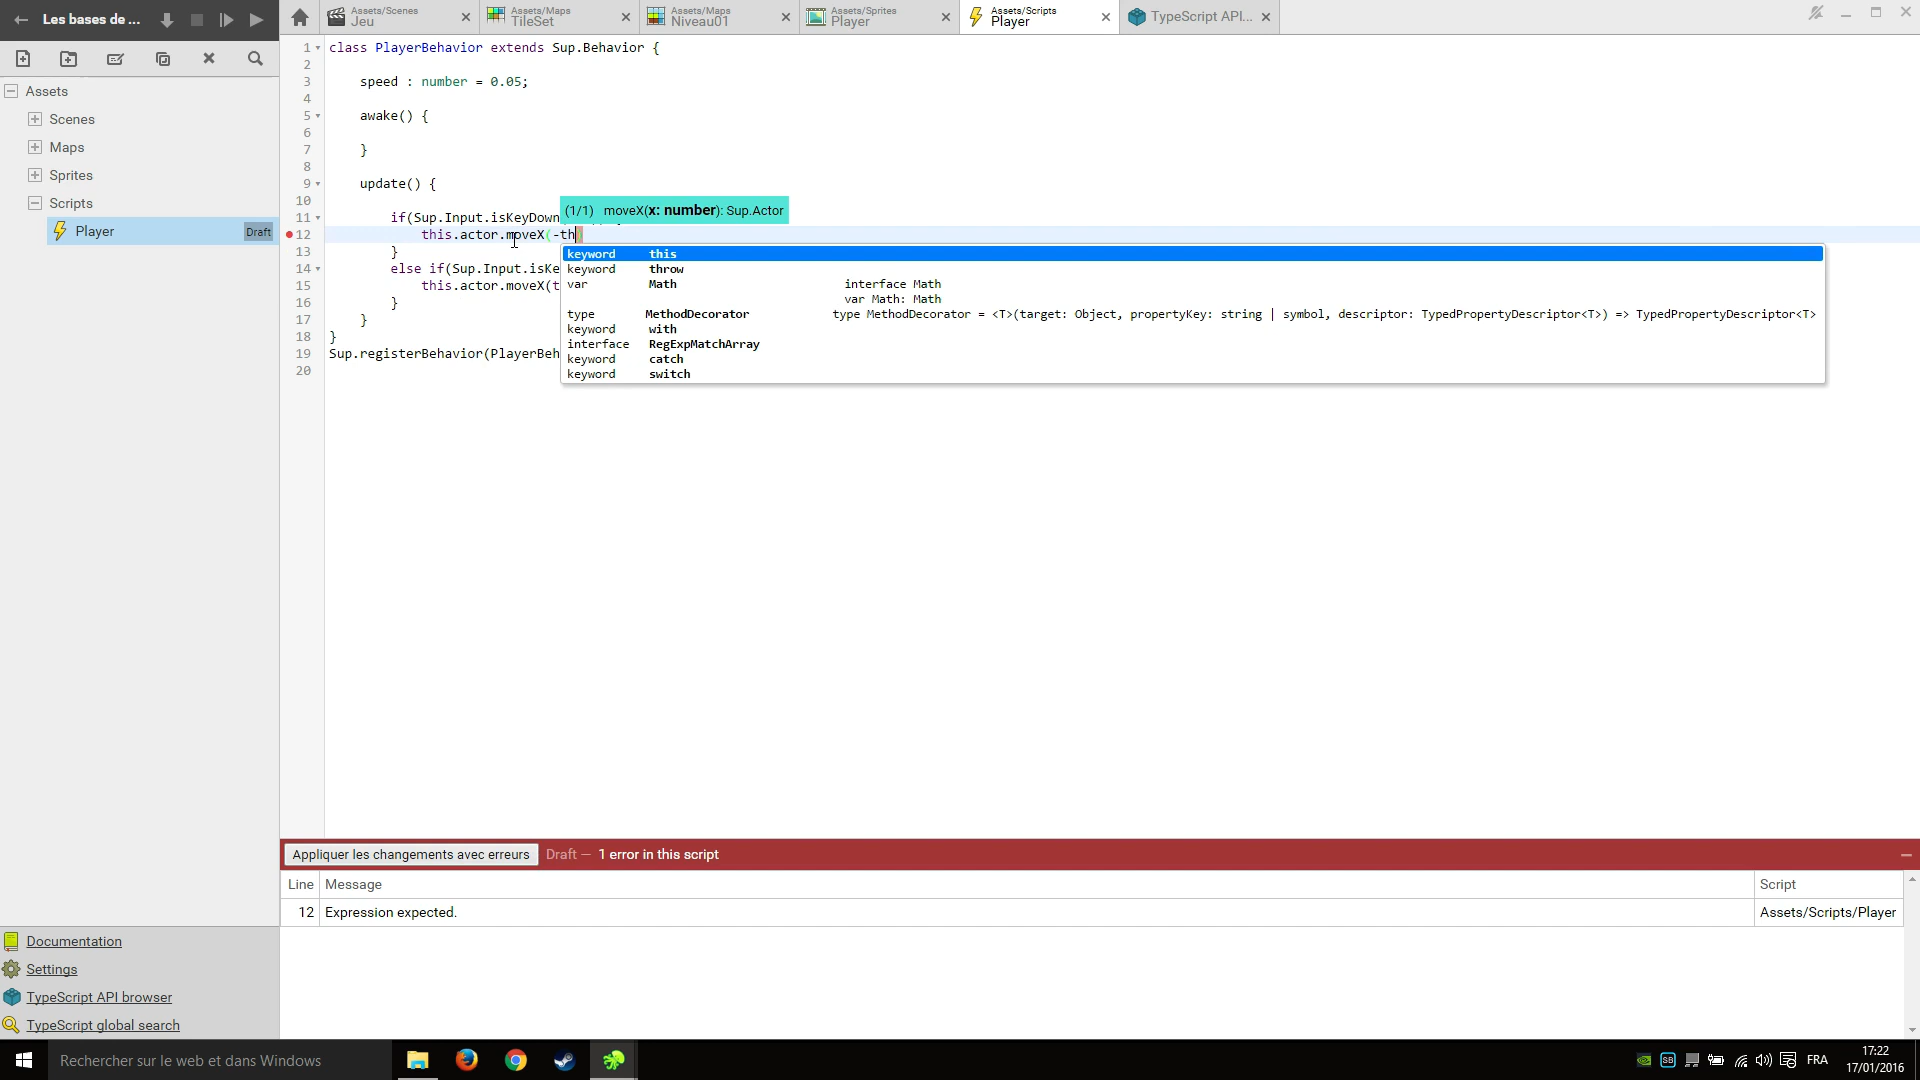 Les bases de ...
Assets/Scenes
Jeu
Assets/Maps
TileSet
Assets/Maps
Niveau01
Assets/Sprites
Player
Assets/Scripts
Player
TypeScript API...
Assets
Scenes
Maps
Sprites
Scripts
Player Draft
1 class PlayerBehavior extends Sup.Behavior {
2
3 speed : number = 0.05;
4
5 awake() {
6
7 }
8
9 update() {
10
11 if(Sup.Input.isKeyDown
(1/1) moveX(x: number): Sup.Actor
12 this.actor.moveX(-th)
13 }
14 else if(Sup.Input.isKe
15 this.actor.moveX(t
16 }
17 }
18 }
19 Sup.registerBehavior(PlayerBeh
20
keyword this
keyword throw
var Math interface Math
var Math: Math
type MethodDecorator type MethodDecorator = <T>(target: Object, propertyKey: string | symbol, descriptor: TypedPropertyDescriptor<T>) => TypedPropertyDescriptor<T>
keyword with
interface RegExpMatchArray
keyword catch
keyword switch
Appliquer les changements avec erreurs Draft — 1 error in this script
Line Message Script
12 Expression expected. Assets/Scripts/Player
Documentation
Settings
TypeScript API browser
TypeScript global search
Rechercher sur le web et dans Windows
SB
FRA
17:22
17/01/2016